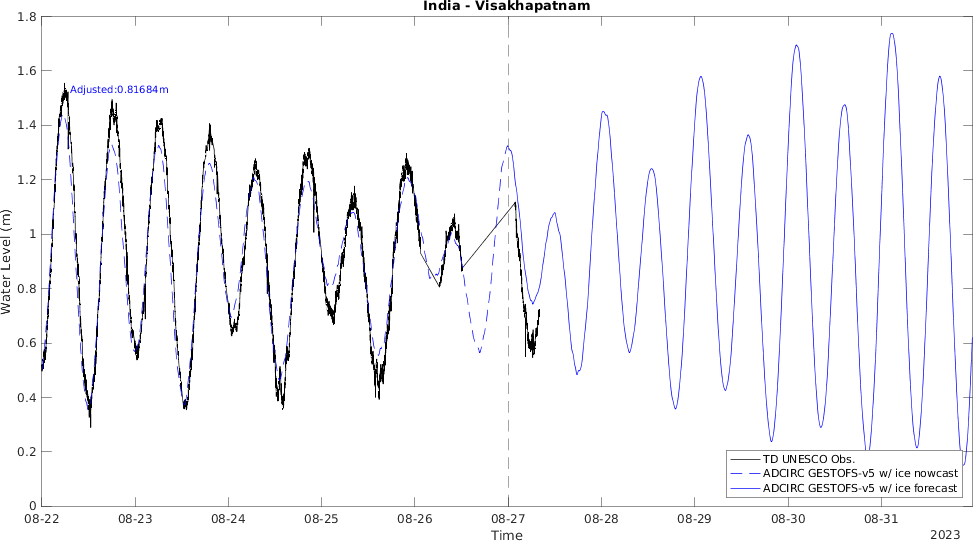 India - Visakhapatnam
1.8
1.6
1.4
1.2
1
0.8
0.6
0.4
0.2
0
Water Level (m)
Adjusted:0.81684m
TD UNESCO Obs.
ADCIRC GESTOFS-v5 w/ ice nowcast
ADCIRC GESTOFS-v5 w/ ice forecast
08-22 08-23 08-24 08-25 08-26 08-27 08-28 08-29 08-30 08-31
Time
2023